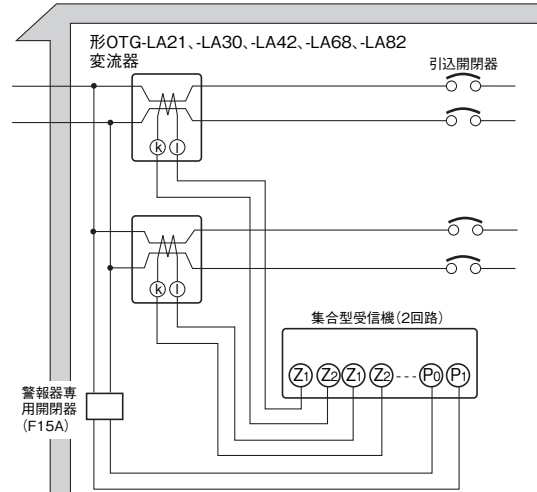 形OTG-LA21、-LA30、-LA42、-LA68、-LA82
変流器
引込開閉器
k l
k l
集合型受信機(2回路)
Z1 Z2 Z1 Z2 --- P0 P1
警報器専
用開閉器
(F15A)